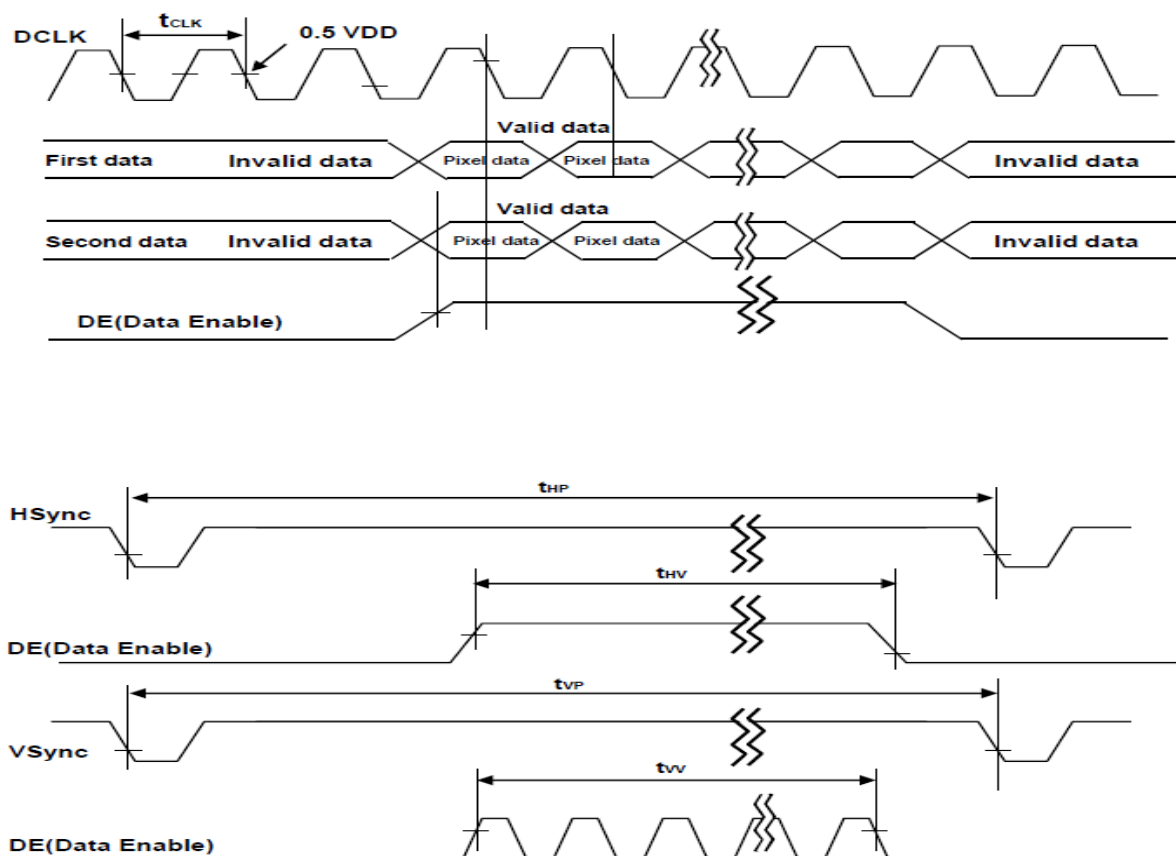 tCLK
DCLK
0.5 VDD
Valid data
First data Invalid data Pixel data Pixel data Invalid data
Valid data
Second data Invalid data Pixel data Pixel data Invalid data
DE(Data Enable)
tHP
HSync
tHV
DE(Data Enable)
tVP
VSync
tVV
DE(Data Enable)